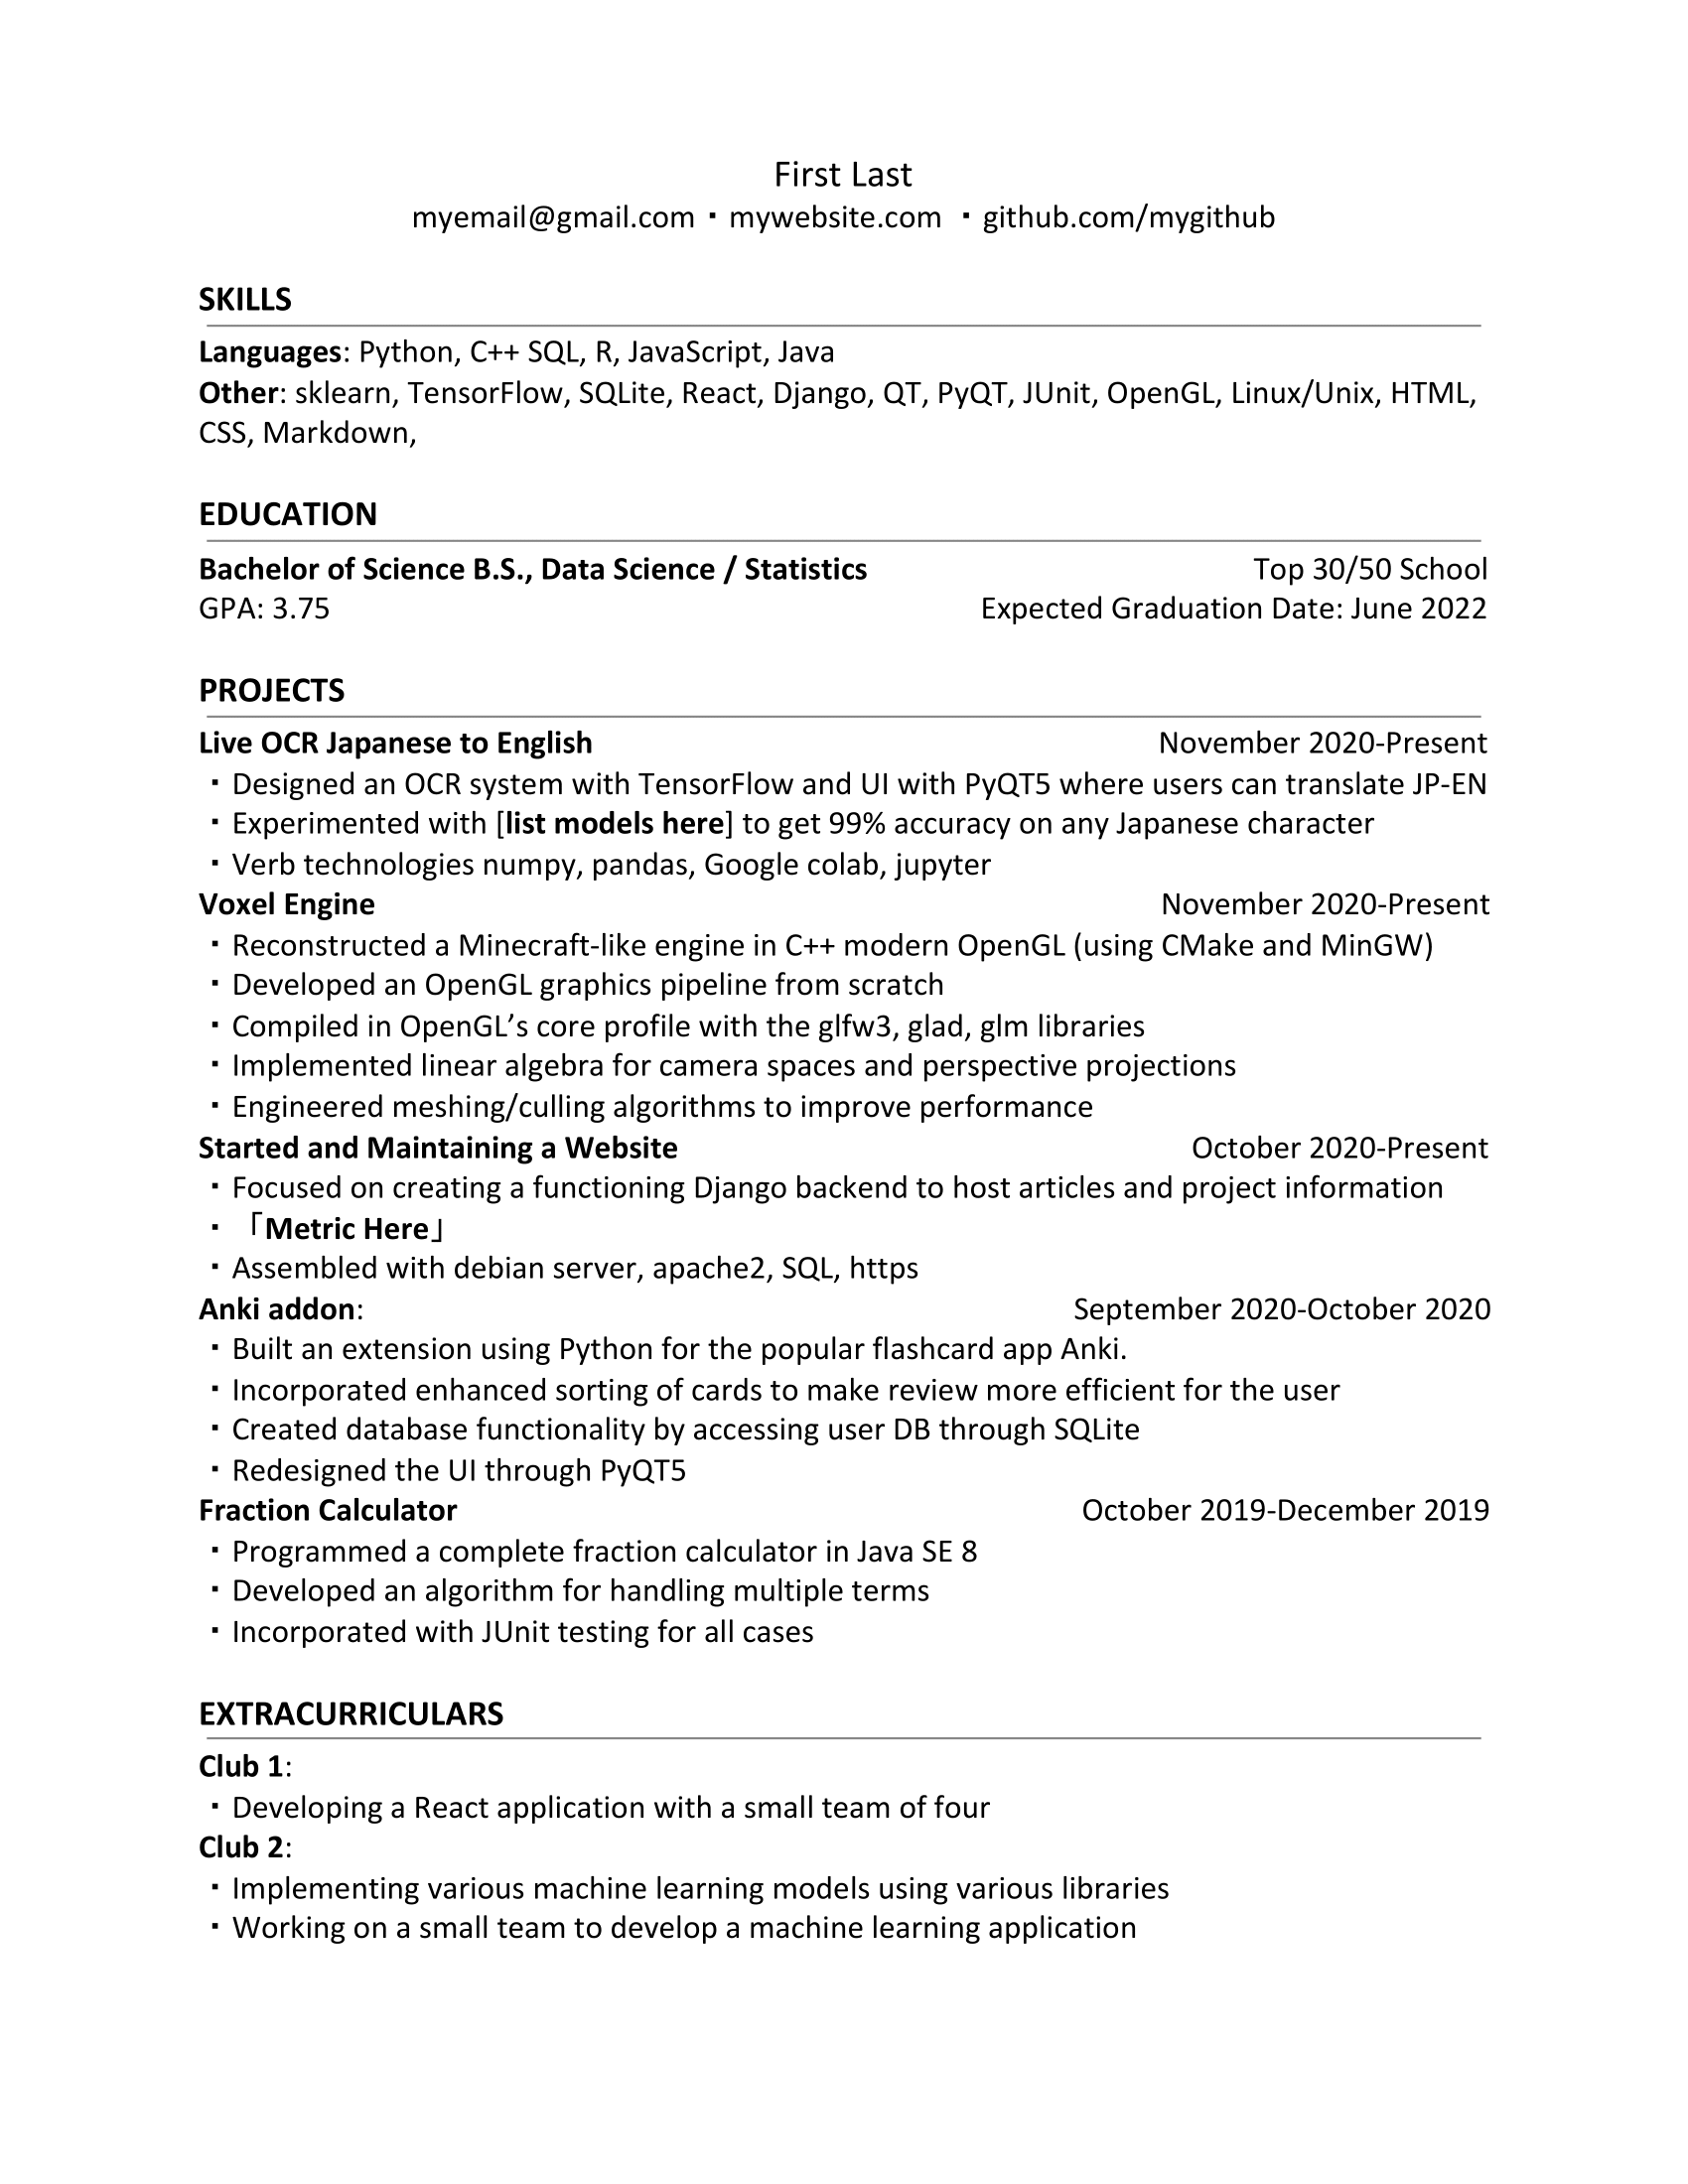 First Last
myemail@gmail.com ▪ mywebsite.com ▪ github.com/mygithub
SKILLS
Languages: Python, C++ SQL, R, JavaScript, Java
Other: sklearn, TensorFlow, SQLite, React, Django, QT, PyQT, JUnit, OpenGL, Linux/Unix, HTML,
CSS, Markdown,
EDUCATION
Bachelor of Science B.S., Data Science / Statistics Top 30/50 School
GPA: 3.75 Expected Graduation Date: June 2022
PROJECTS
Live OCR Japanese to English November 2020-Present
▪ Designed an OCR system with TensorFlow and UI with PyQT5 where users can translate JP-EN
▪ Experimented with [list models here] to get 99% accuracy on any Japanese character
▪ Verb technologies numpy, pandas, Google colab, jupyter
Voxel Engine November 2020-Present
▪ Reconstructed a Minecraft-like engine in C++ modern OpenGL (using CMake and MinGW)
▪ Developed an OpenGL graphics pipeline from scratch
▪ Compiled in OpenGL’s core profile with the glfw3, glad, glm libraries
▪ Implemented linear algebra for camera spaces and perspective projections
▪ Engineered meshing/culling algorithms to improve performance
Started and Maintaining a Website October 2020-Present
▪ Focused on creating a functioning Django backend to host articles and project information
▪ 「Metric Here」
▪ Assembled with debian server, apache2, SQL, https
Anki addon: September 2020-October 2020
▪ Built an extension using Python for the popular flashcard app Anki.
▪ Incorporated enhanced sorting of cards to make review more efficient for the user
▪ Created database functionality by accessing user DB through SQLite
▪ Redesigned the UI through PyQT5
Fraction Calculator October 2019-December 2019
▪ Programmed a complete fraction calculator in Java SE 8
▪ Developed an algorithm for handling multiple terms
▪ Incorporated with JUnit testing for all cases
EXTRACURRICULARS
Club 1:
▪ Developing a React application with a small team of four
Club 2:
▪ Implementing various machine learning models using various libraries
▪ Working on a small team to develop a machine learning application